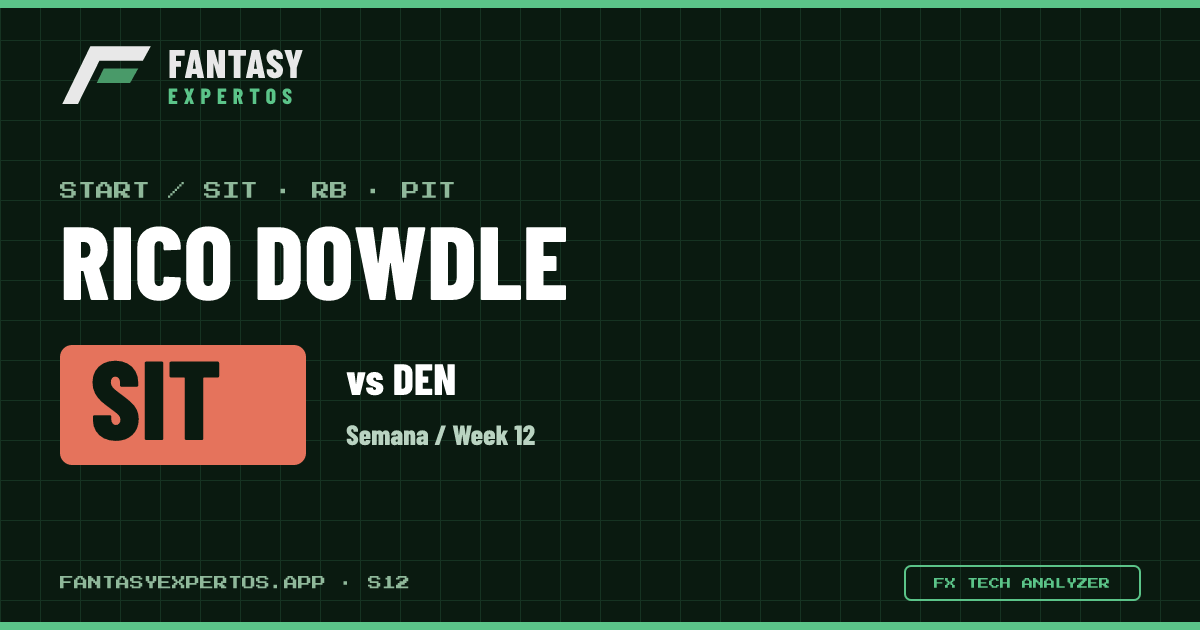 FANTASY
EXPERTOS
START / SIT · RB · PIT
RICO DOWDLE
SIT
vs DEN
Semana / Week 12
FANTASYEXPERTOS.APP · S12
FX TECH ANALYZER